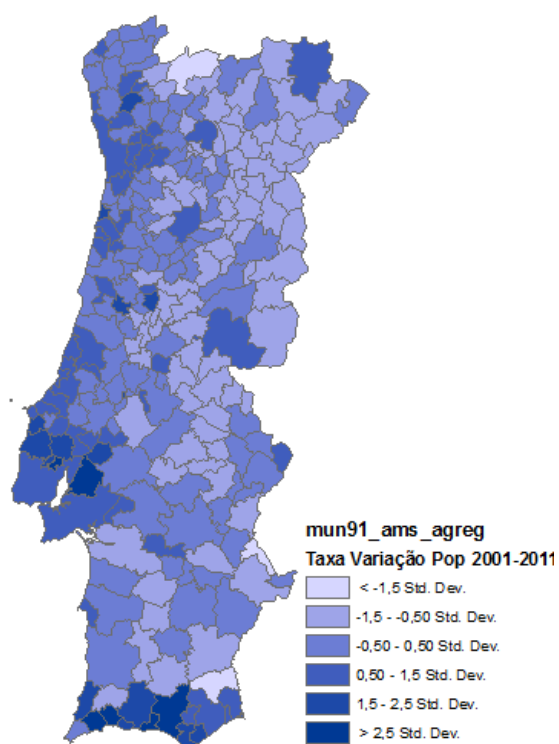 mun91_ams_agreg
Taxa Variação Pop 2001-2011
< -1,5 Std. Dev.
-1,5 - -0,50 Std. Dev.
-0,50 - 0,50 Std. Dev.
0,50 - 1,5 Std. Dev.
1,5 - 2,5 Std. Dev.
> 2,5 Std. Dev.